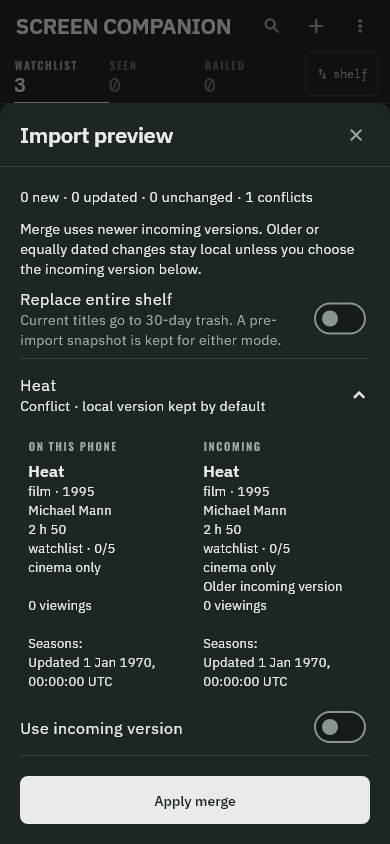 SCREEN COMPANION
WATCHLIST
3
SEEN
0
BAILED
0
shelf
Import preview
0 new · 0 updated · 0 unchanged · 1 conflicts
Merge uses newer incoming versions. Older or
equally dated changes stay local unless you choose
the incoming version below.
Replace entire shelf
Current titles go to 30-day trash. A pre-
import snapshot is kept for either mode.
Heat
Conflict · local version kept by default
ON THIS PHONE
Heat
film · 1995
Michael Mann
2 h 50
watchlist · 0/5
cinema only
0 viewings
Seasons:
Updated 1 Jan 1970,
00:00:00 UTC
INCOMING
Heat
film · 1995
Michael Mann
2 h 50
watchlist · 0/5
cinema only
Older incoming version
0 viewings
Seasons:
Updated 1 Jan 1970,
00:00:00 UTC
Use incoming version
Apply merge